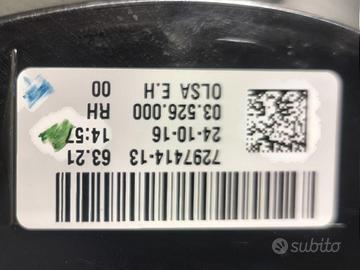 7297414-13 63.21
24-10-16 14:57
03.526.000 RH
OLSA E.H 00
subito